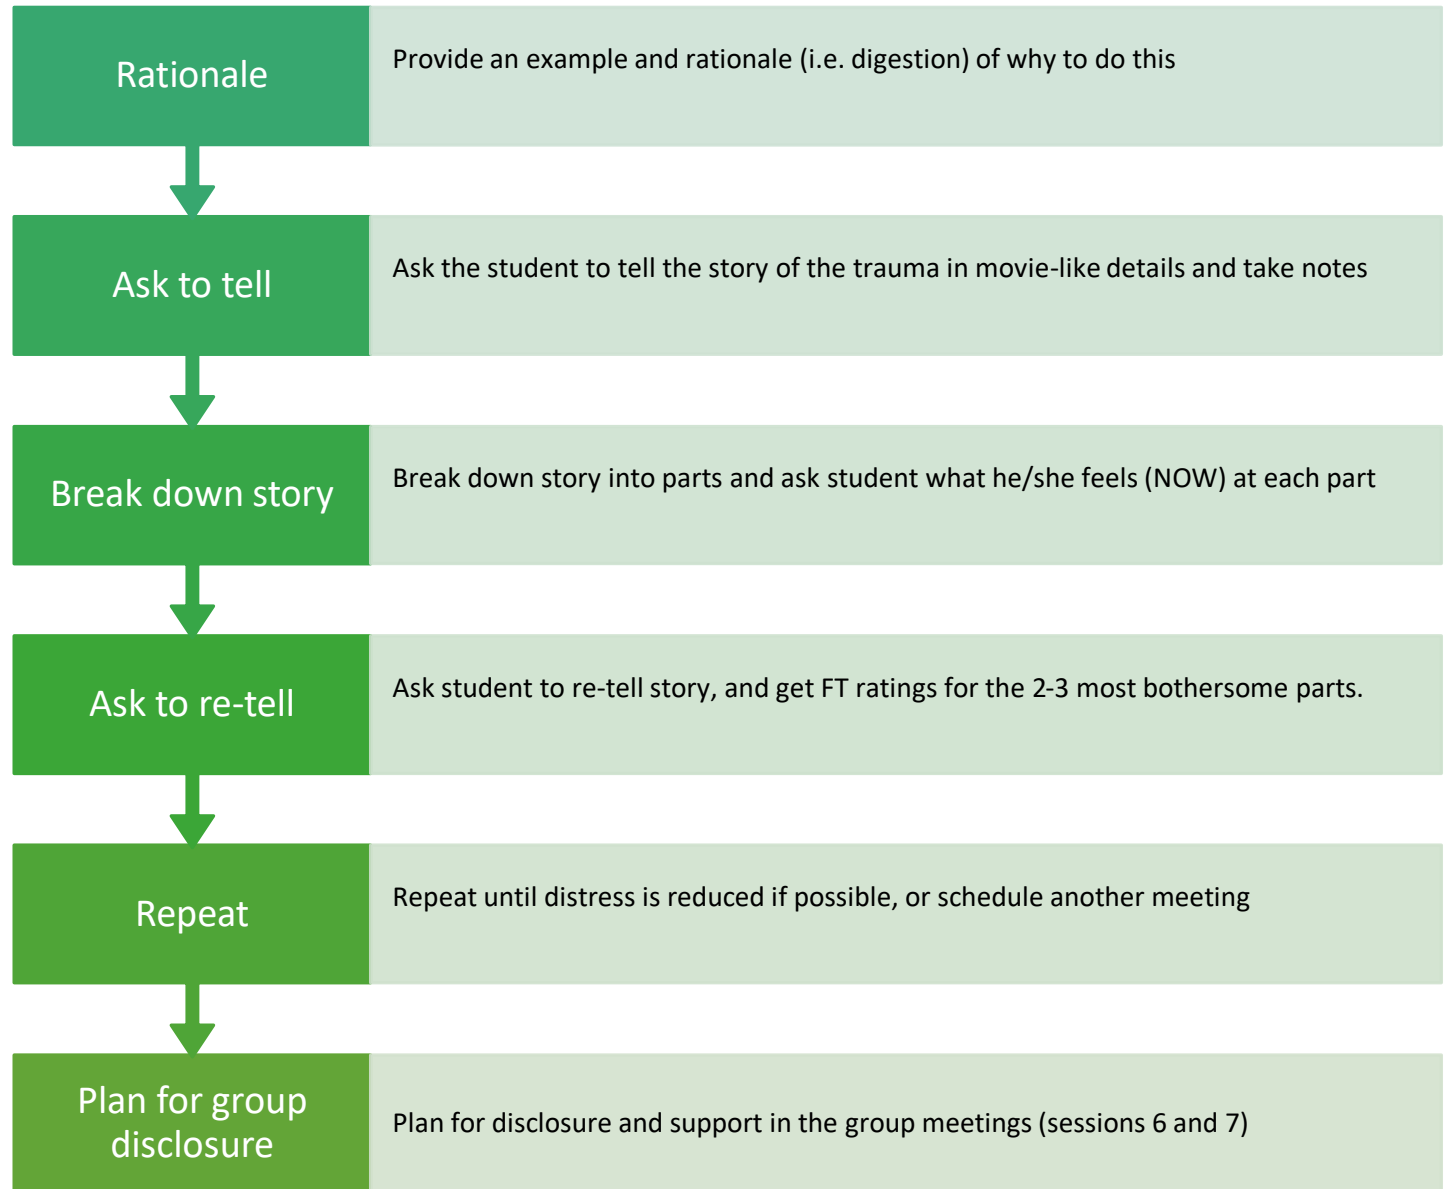 Rationale
Provide an example and rationale (i.e. digestion) of why to do this
Ask to tell
Ask the student to tell the story of the trauma in movie-like details and take notes
Break down story
Break down story into parts and ask student what he/she feels (NOW) at each part
Ask to re-tell
Ask student to re-tell story, and get FT ratings for the 2-3 most bothersome parts.
Repeat
Repeat until distress is reduced if possible, or schedule another meeting
Plan for group
disclosure
Plan for disclosure and support in the group meetings (sessions 6 and 7)